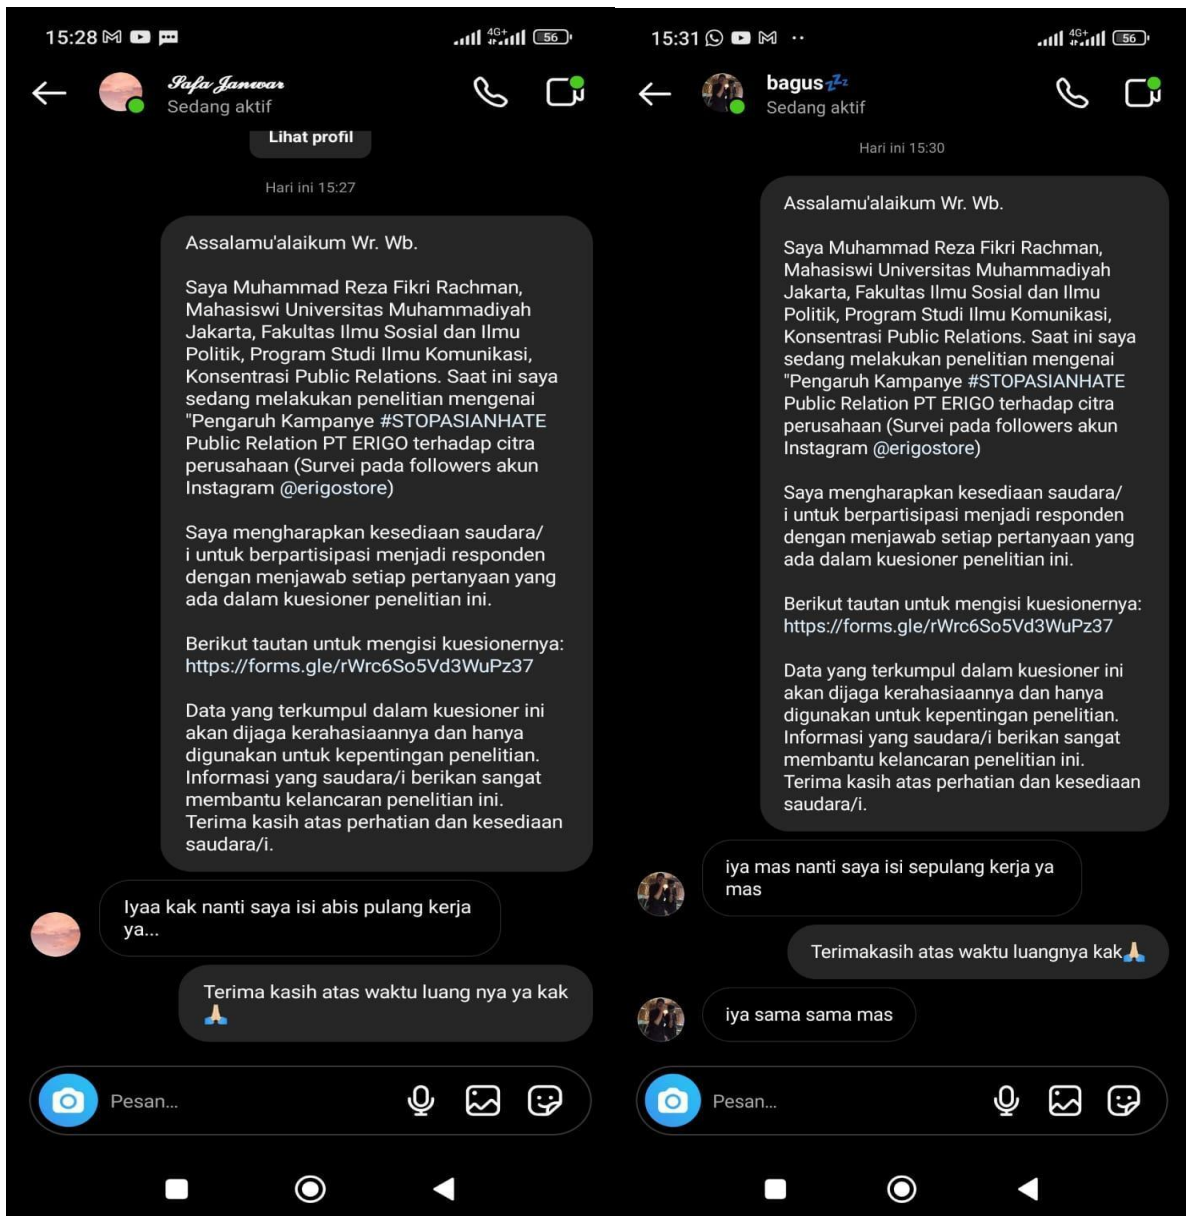 15:28
4G+
56
Safa Janwar
Sedang aktif
Lihat profil
Hari ini 15:27
Assalamu'alaikum Wr. Wb.
Saya Muhammad Reza Fikri Rachman,
Mahasiswi Universitas Muhammadiyah
Jakarta, Fakultas Ilmu Sosial dan Ilmu
Politik, Program Studi Ilmu Komunikasi,
Konsentrasi Public Relations. Saat ini saya
sedang melakukan penelitian mengenai
"Pengaruh Kampanye #STOPASIANHATE
Public Relation PT ERIGO terhadap citra
perusahaan (Survei pada followers akun
Instagram @erigostore)
Saya mengharapkan kesediaan saudara/
i untuk berpartisipasi menjadi responden
dengan menjawab setiap pertanyaan yang
ada dalam kuesioner penelitian ini.
Berikut tautan untuk mengisi kuesionernya:
https://forms.gle/rWrc6So5Vd3WuPz37
Data yang terkumpul dalam kuesioner ini
akan dijaga kerahasiaannya dan hanya
digunakan untuk kepentingan penelitian.
Informasi yang saudara/i berikan sangat
membantu kelancaran penelitian ini.
Terima kasih atas perhatian dan kesediaan
saudara/i.
Iyaa kak nanti saya isi abis pulang kerja
ya...
Terima kasih atas waktu luang nya ya kak
🙏🏻
Pesan...
15:31
4G+
56
bagus💤
Sedang aktif
Hari ini 15:30
Assalamu'alaikum Wr. Wb.
Saya Muhammad Reza Fikri Rachman,
Mahasiswi Universitas Muhammadiyah
Jakarta, Fakultas Ilmu Sosial dan Ilmu
Politik, Program Studi Ilmu Komunikasi,
Konsentrasi Public Relations. Saat ini saya
sedang melakukan penelitian mengenai
"Pengaruh Kampanye #STOPASIANHATE
Public Relation PT ERIGO terhadap citra
perusahaan (Survei pada followers akun
Instagram @erigostore)
Saya mengharapkan kesediaan saudara/
i untuk berpartisipasi menjadi responden
dengan menjawab setiap pertanyaan yang
ada dalam kuesioner penelitian ini.
Berikut tautan untuk mengisi kuesionernya:
https://forms.gle/rWrc6So5Vd3WuPz37
Data yang terkumpul dalam kuesioner ini
akan dijaga kerahasiaannya dan hanya
digunakan untuk kepentingan penelitian.
Informasi yang saudara/i berikan sangat
membantu kelancaran penelitian ini.
Terima kasih atas perhatian dan kesediaan
saudara/i.
iya mas nanti saya isi sepulang kerja ya
mas
Terimakasih atas waktu luangnya kak🙏🏻
iya sama sama mas
Pesan...